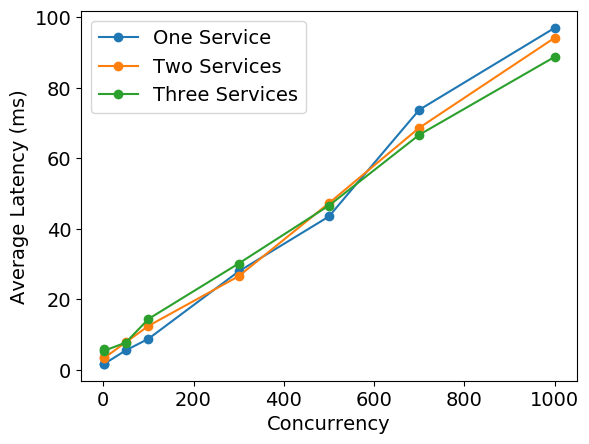 100
80
60
40
20
0
Average Latency (ms)
One Service
Two Services
Three Services
0 200 400 600 800 1000
Concurrency